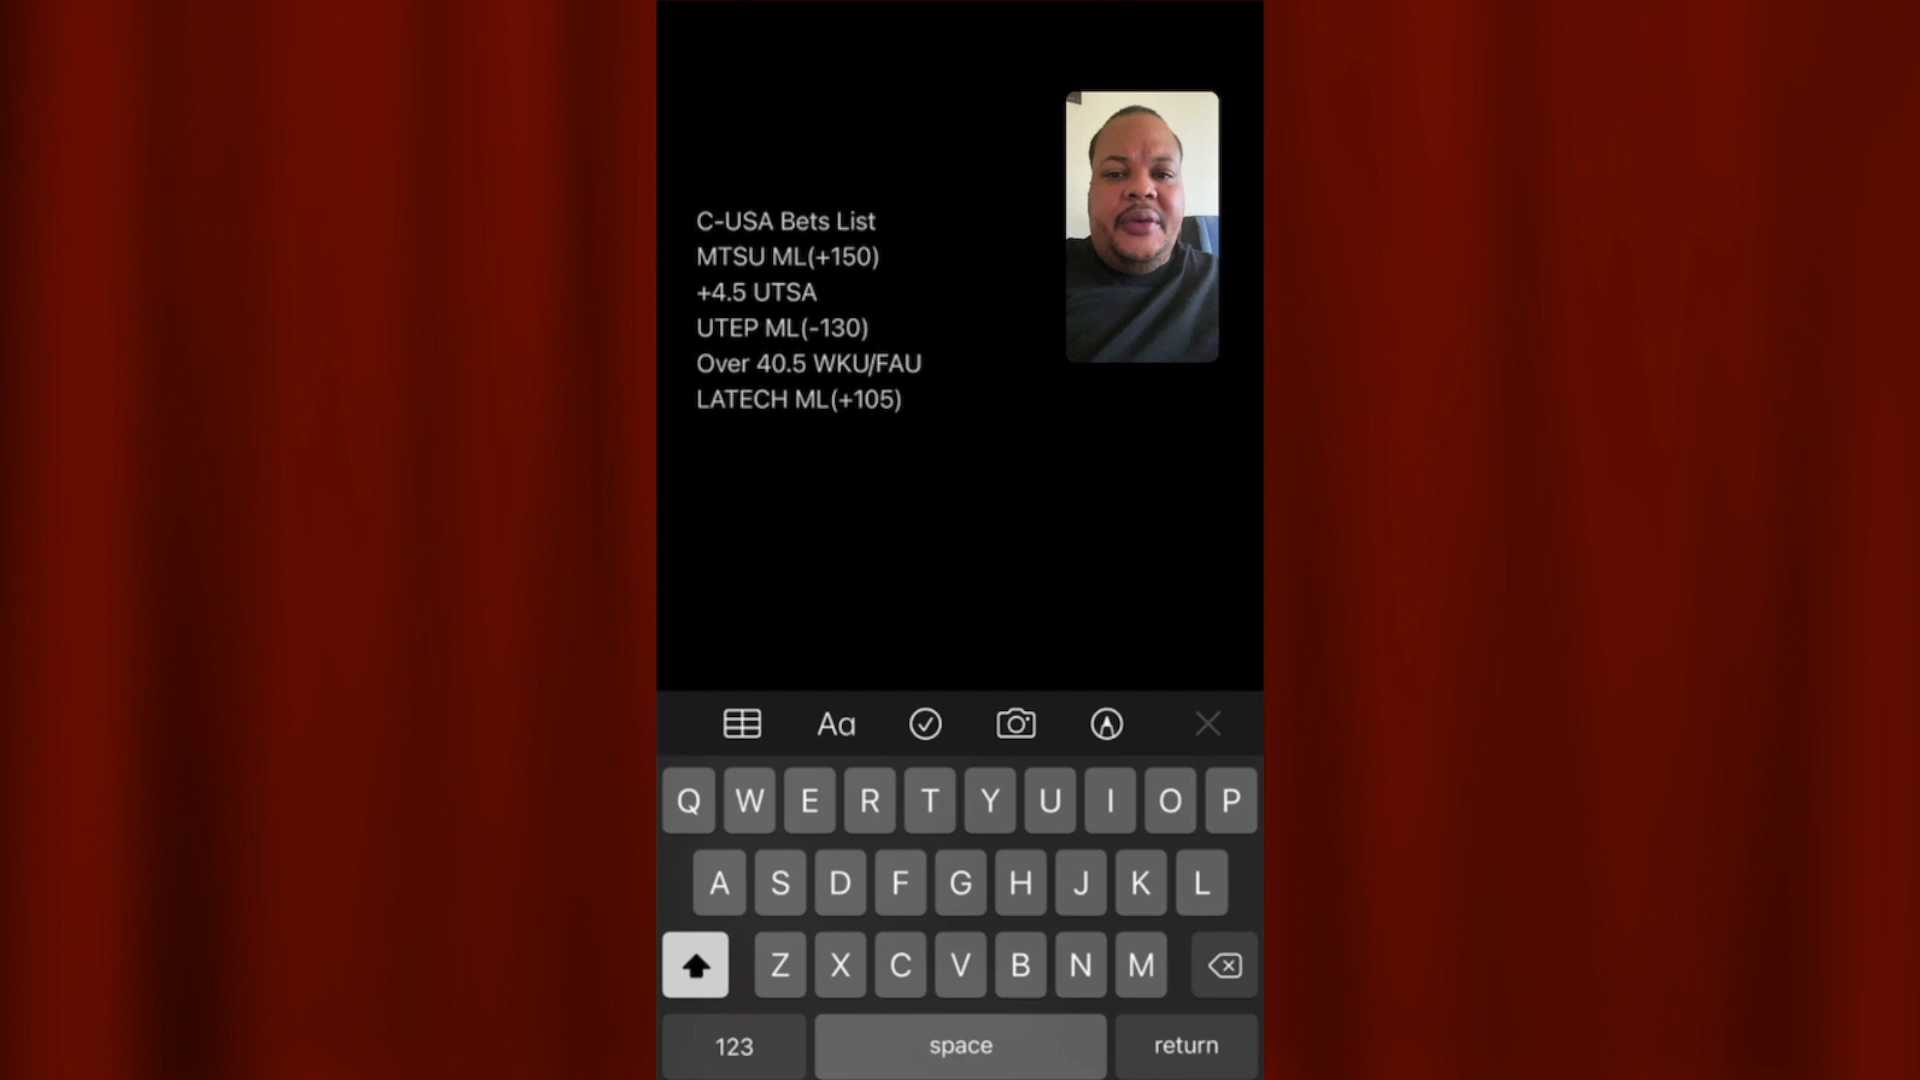 C-USA Bets List
MTSU ML(+150)
+4.5 UTSA
UTEP ML(-130)
Over 40.5 WKU/FAU
LATECH ML(+105)
Aa
Q W E R T Y U I O P
A S D F G H J K L
Z X C V B N M
123 space return